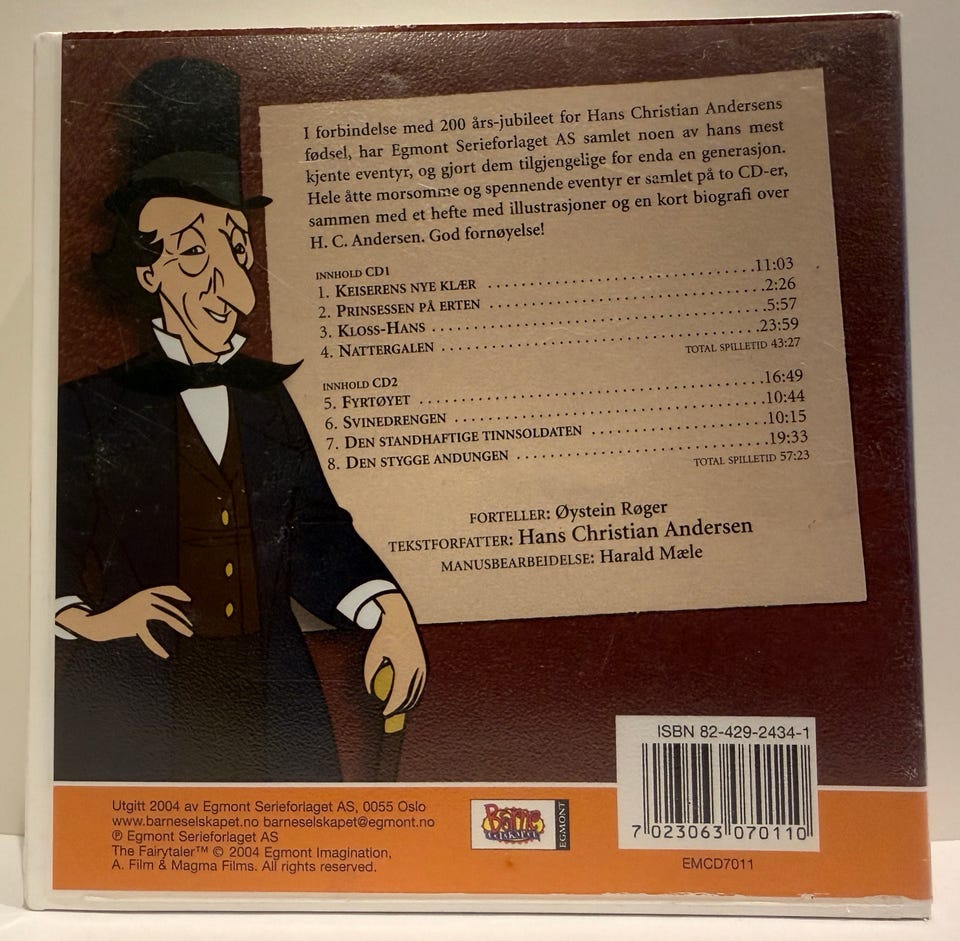 I forbindelse med 200 års-jubileet for Hans Christian Andersens
fødsel, har Egmont Serieforlaget AS samlet noen av hans mest
kjente eventyr, og gjort dem tilgjengelige for enda en generasjon.
Hele åtte morsomme og spennende eventyr er samlet på to CD-er,
sammen med et hefte med illustrasjoner og en kort biografi over
H. C. Andersen. God fornøyelse!
INNHOLD CD1
1. KEISERENS NYE KLÆR ..............................11:03
2. PRINSESSEN PÅ ERTEN ..............................2:26
3. KLOSS-HANS ..............................5:57
4. NATTERGALEN ..............................23:59
TOTAL SPILLETID 43:27
INNHOLD CD2
5. FYRTØYET ..............................16:49
6. SVINEDRENGEN ..............................10:44
7. DEN STANDHAFTIGE TINNSOLDATEN ....................10:15
8. DEN STYGGE ANDUNGEN ..............................19:33
TOTAL SPILLETID 57:23
FORTELLER: Øystein Røger
TEKSTFORFATTER: Hans Christian Andersen
MANUSBEARBEIDELSE: Harald Mæle
ISBN 82-429-2434-1
7 023063 070110
EMCD7011
Utgitt 2004 av Egmont Serieforlaget AS, 0055 Oslo
www.barneselskapet.no barneselskapet@egmont.no
℗ Egmont Serieforlaget AS
The Fairytaler™ © 2004 Egmont Imagination,
A. Film & Magma Films. All rights reserved.
Barne
selskapet
EGMONT